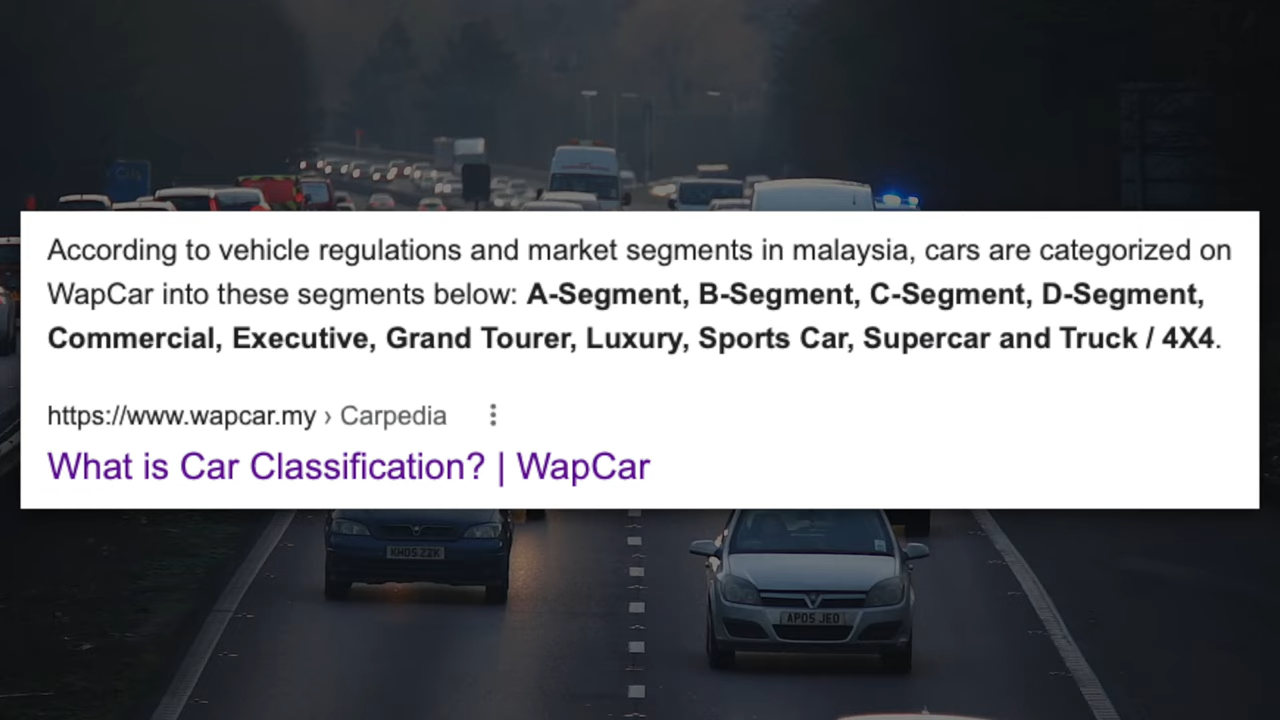 According to vehicle regulations and market segments in malaysia, cars are categorized on
WapCar into these segments below: A-Segment, B-Segment, C-Segment, D-Segment,
Commercial, Executive, Grand Tourer, Luxury, Sports Car, Supercar and Truck / 4X4.
https://www.wapcar.my › Carpedia
What is Car Classification? | WapCar
AP05 JEO